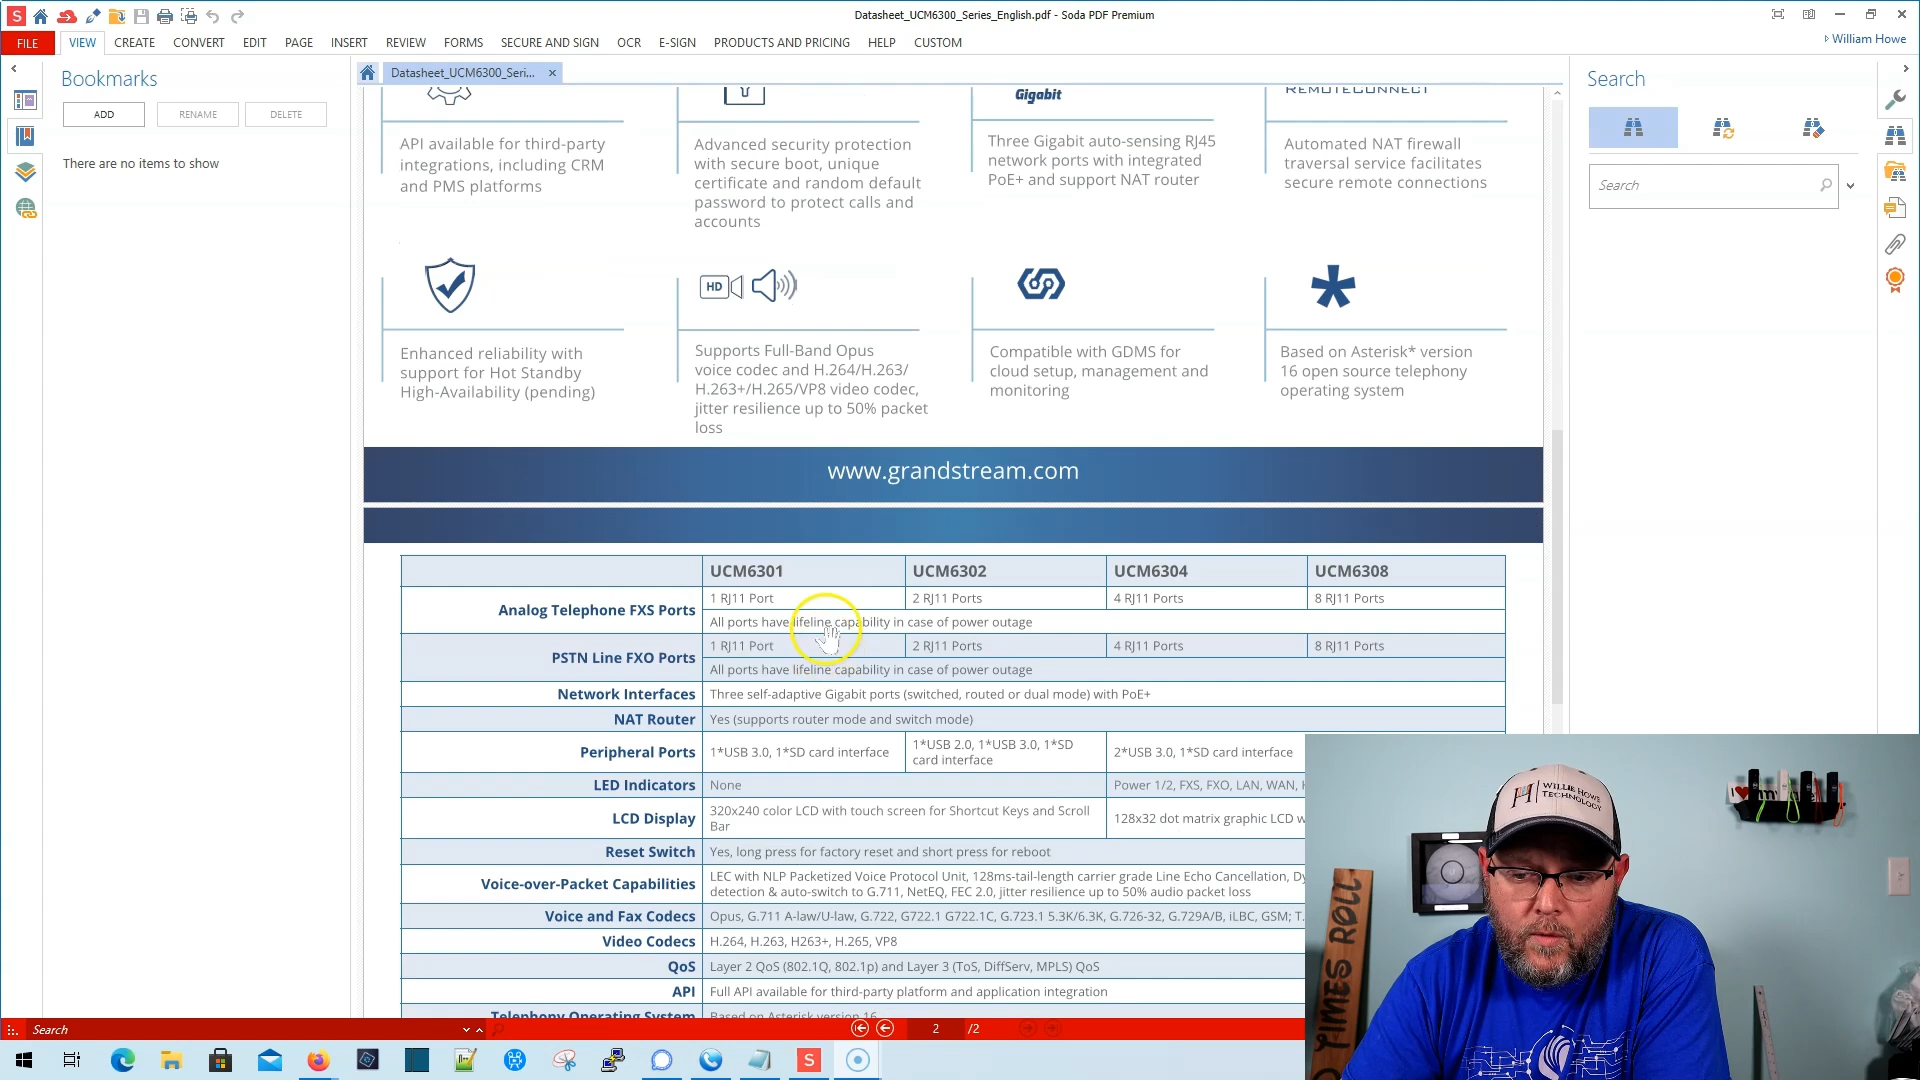 Datasheet_UCM6300_Series_English.pdf - Soda PDF Premium
FILE VIEW CREATE CONVERT EDIT PAGE INSERT REVIEW FORMS SECURE AND SIGN OCR E-SIGN PRODUCTS AND PRICING HELP CUSTOM
William Howe
Bookmarks
ADD RENAME DELETE
There are no items to show
Datasheet_UCM6300_Seri...
Search
Search
API available for third-party
integrations, including CRM
and PMS platforms
Advanced security protection
with secure boot, unique
certificate and random default
password to protect calls and
accounts
Gigabit
Three Gigabit auto-sensing RJ45
network ports with integrated
PoE+ and support NAT router
REMOTECONNECT
Automated NAT firewall
traversal service facilitates
secure remote connections
Enhanced reliability with
support for Hot Standby
High-Availability (pending)
HD
Supports Full-Band Opus
voice codec and H.264/H.263/
H.263+/H.265/VP8 video codec,
jitter resilience up to 50% packet
loss
Compatible with GDMS for
cloud setup, management and
monitoring
Based on Asterisk* version
16 open source telephony
operating system
www.grandstream.com
UCM6301 UCM6302 UCM6304 UCM6308
Analog Telephone FXS Ports
1 RJ11 Port 2 RJ11 Ports 4 RJ11 Ports 8 RJ11 Ports
All ports have lifeline capability in case of power outage
PSTN Line FXO Ports
1 RJ11 Port 2 RJ11 Ports 4 RJ11 Ports 8 RJ11 Ports
All ports have lifeline capability in case of power outage
Network Interfaces Three self-adaptive Gigabit ports (switched, routed or dual mode) with PoE+
NAT Router Yes (supports router mode and switch mode)
Peripheral Ports 1*USB 3.0, 1*SD card interface
1*USB 2.0, 1*USB 3.0, 1*SD
card interface
2*USB 3.0, 1*SD card interface
LED Indicators None Power 1/2, FXS, FXO, LAN, WAN,
LCD Display
320x240 color LCD with touch screen for Shortcut Keys and Scroll
Bar
128x32 dot matrix graphic LCD
Reset Switch Yes, long press for factory reset and short press for reboot
Voice-over-Packet Capabilities
LEC with NLP Packetized Voice Protocol Unit, 128ms-tail-length carrier grade Line Echo Cancellation,
detection & auto-switch to G.711, NetEQ, FEC 2.0, jitter resilience up to 50% audio packet loss
Voice and Fax Codecs Opus, G.711 A-law/U-law, G.722, G722.1 G722.1C, G.723.1 5.3K/6.3K, G.726-32, G.729A/B, iLBC, GSM; T.
Video Codecs H.264, H.263, H263+, H.265, VP8
QoS Layer 2 QoS (802.1Q, 802.1p) and Layer 3 (ToS, DiffServ, MPLS) QoS
API Full API available for third-party platform and application integration
Telephony Operating System Based on Asterisk version 16
Search
2 /2
WILLIE HOWE
TECHNOLOGY
TIMES ROLL